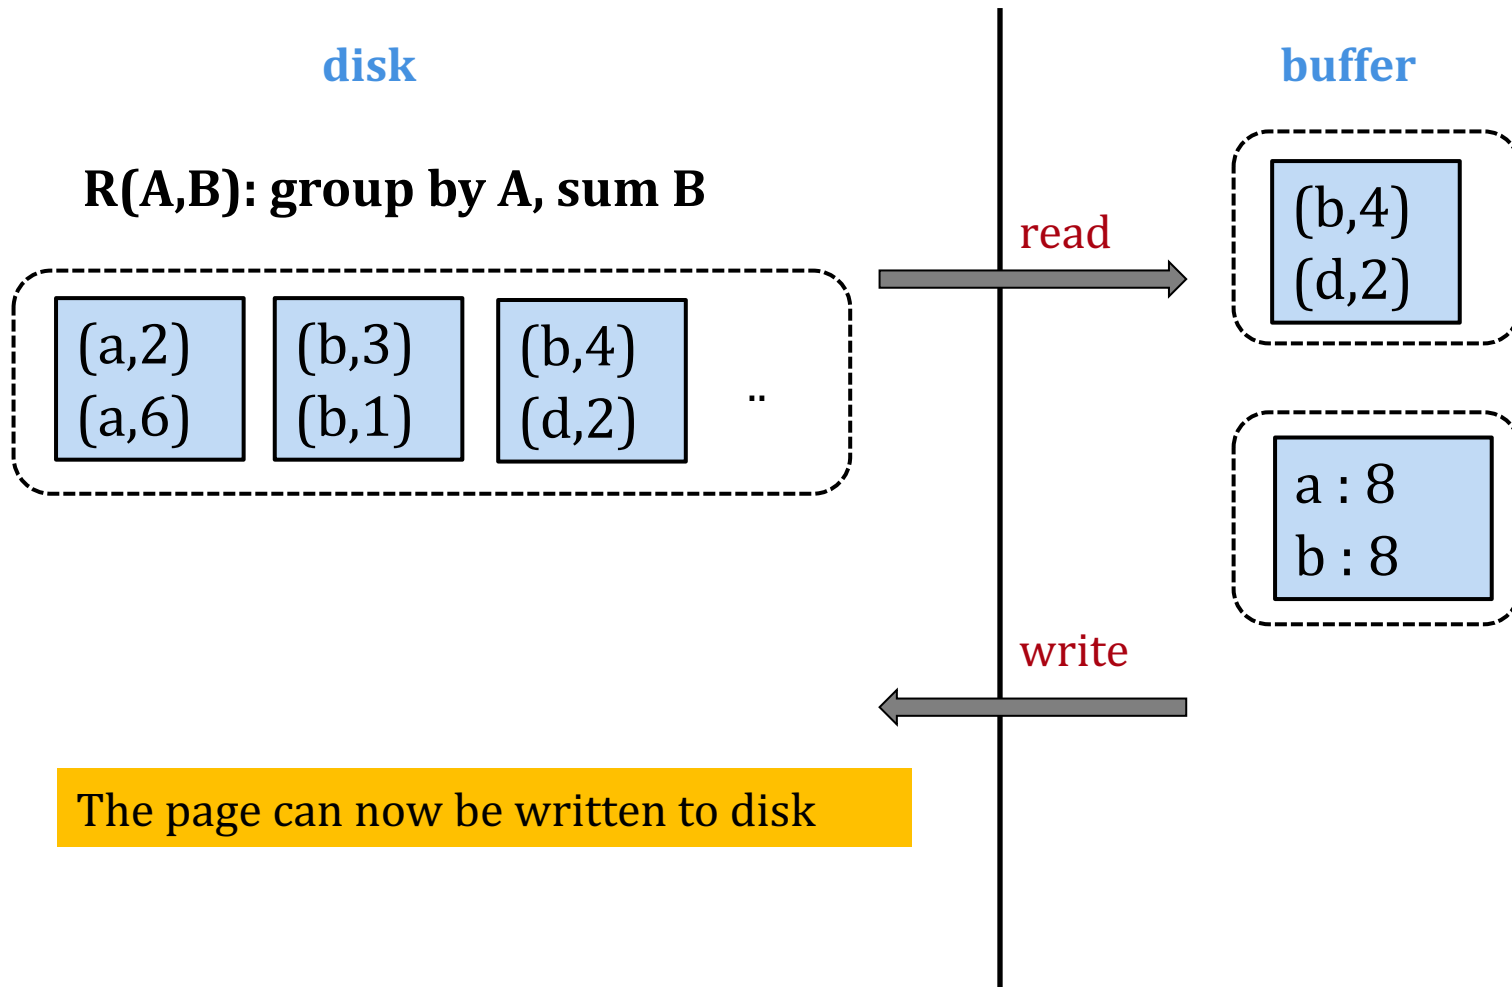 disk
buffer
R(A,B): group by A, sum B
read
(b,4)
(d,2)
(a,2)
(a,6)
(b,3)
(b,1)
(b,4)
(d,2)
..
a : 8
b : 8
write
The page can now be written to disk